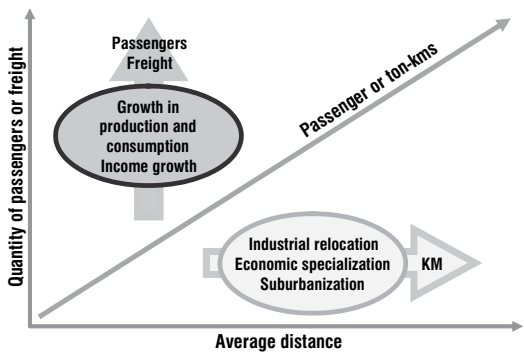 Quantity of passengers or freight
Passengers
Freight
Growth in
production and
consumption
Income growth
Passenger or ton-kms
Industrial relocation
Economic specialization
Suburbanization
KM
Average distance